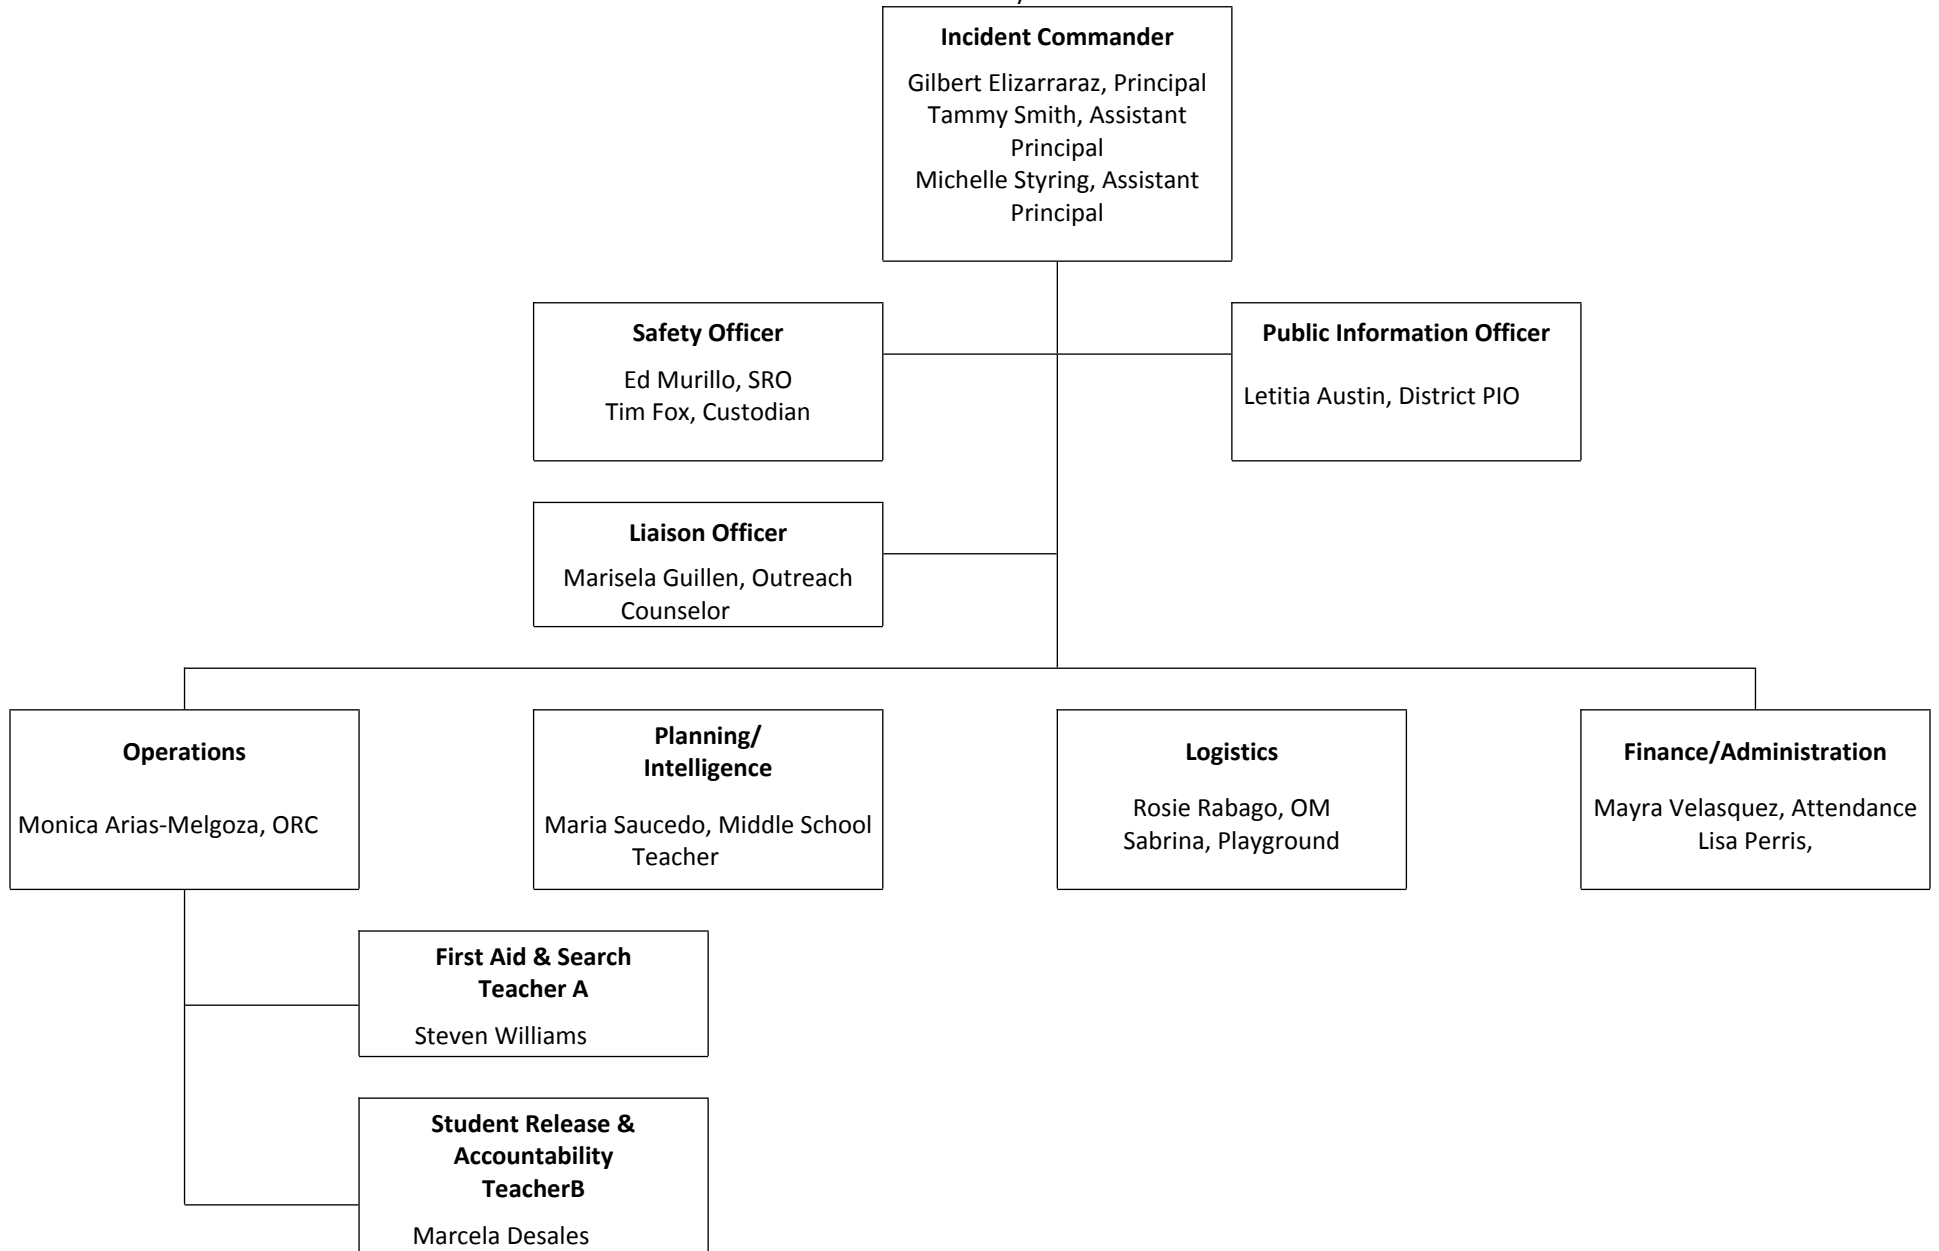 Incident Commander
Gilbert Elizarraraz, Principal
Tammy Smith, Assistant
Principal
Michelle Styring, Assistant
Principal
Safety Officer
Ed Murillo, SRO
Tim Fox, Custodian
Public Information Officer
Letitia Austin, District PIO
Liaison Officer
Marisela Guillen, Outreach
Counselor
Operations
Monica Arias-Melgoza, ORC
Planning/
Intelligence
Maria Saucedo, Middle School
Teacher
Logistics
Rosie Rabago, OM
Sabrina, Playground
Finance/Administration
Mayra Velasquez, Attendance
Lisa Perris,
First Aid & Search
Teacher A
Steven Williams
Student Release &
Accountability
TeacherB
Marcela Desales